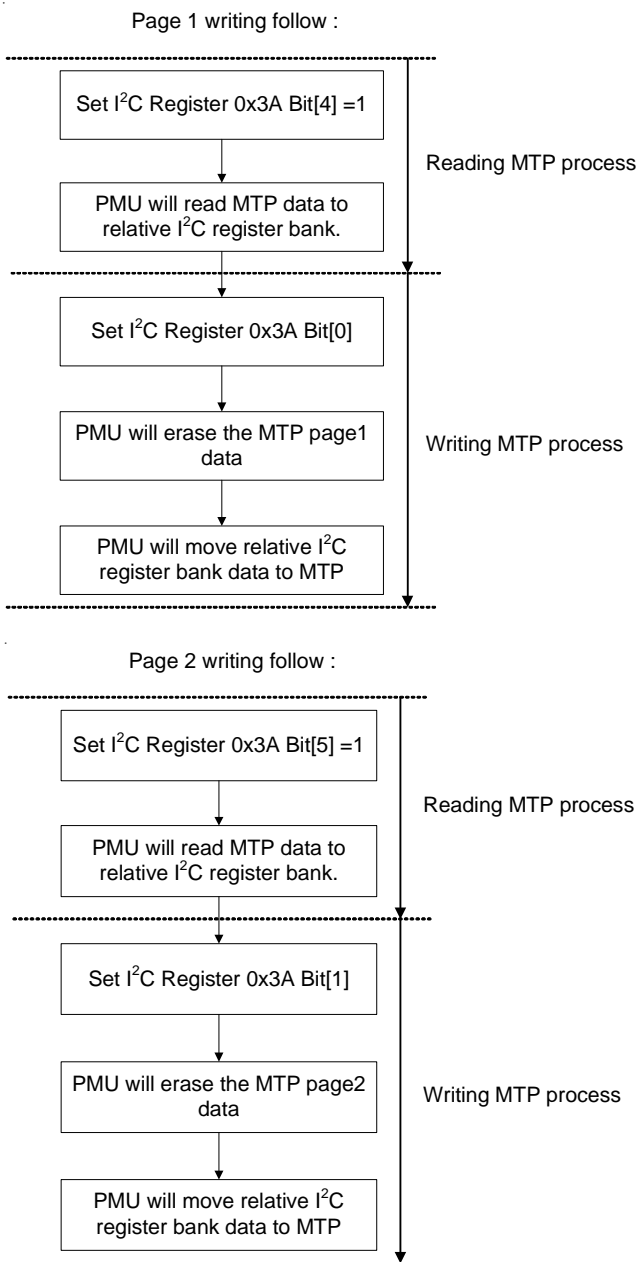 Page 1 writing follow :
Set I²C Register 0x3A Bit[4] =1
Reading MTP process
PMU will read MTP data to
relative I²C register bank.
Set I²C Register 0x3A Bit[0]
PMU will erase the MTP page1
data
Writing MTP process
PMU will move relative I²C
register bank data to MTP
Page 2 writing follow :
Set I²C Register 0x3A Bit[5] =1
Reading MTP process
PMU will read MTP data to
relative I²C register bank.
Set I²C Register 0x3A Bit[1]
PMU will erase the MTP page2
data
Writing MTP process
PMU will move relative I²C
register bank data to MTP